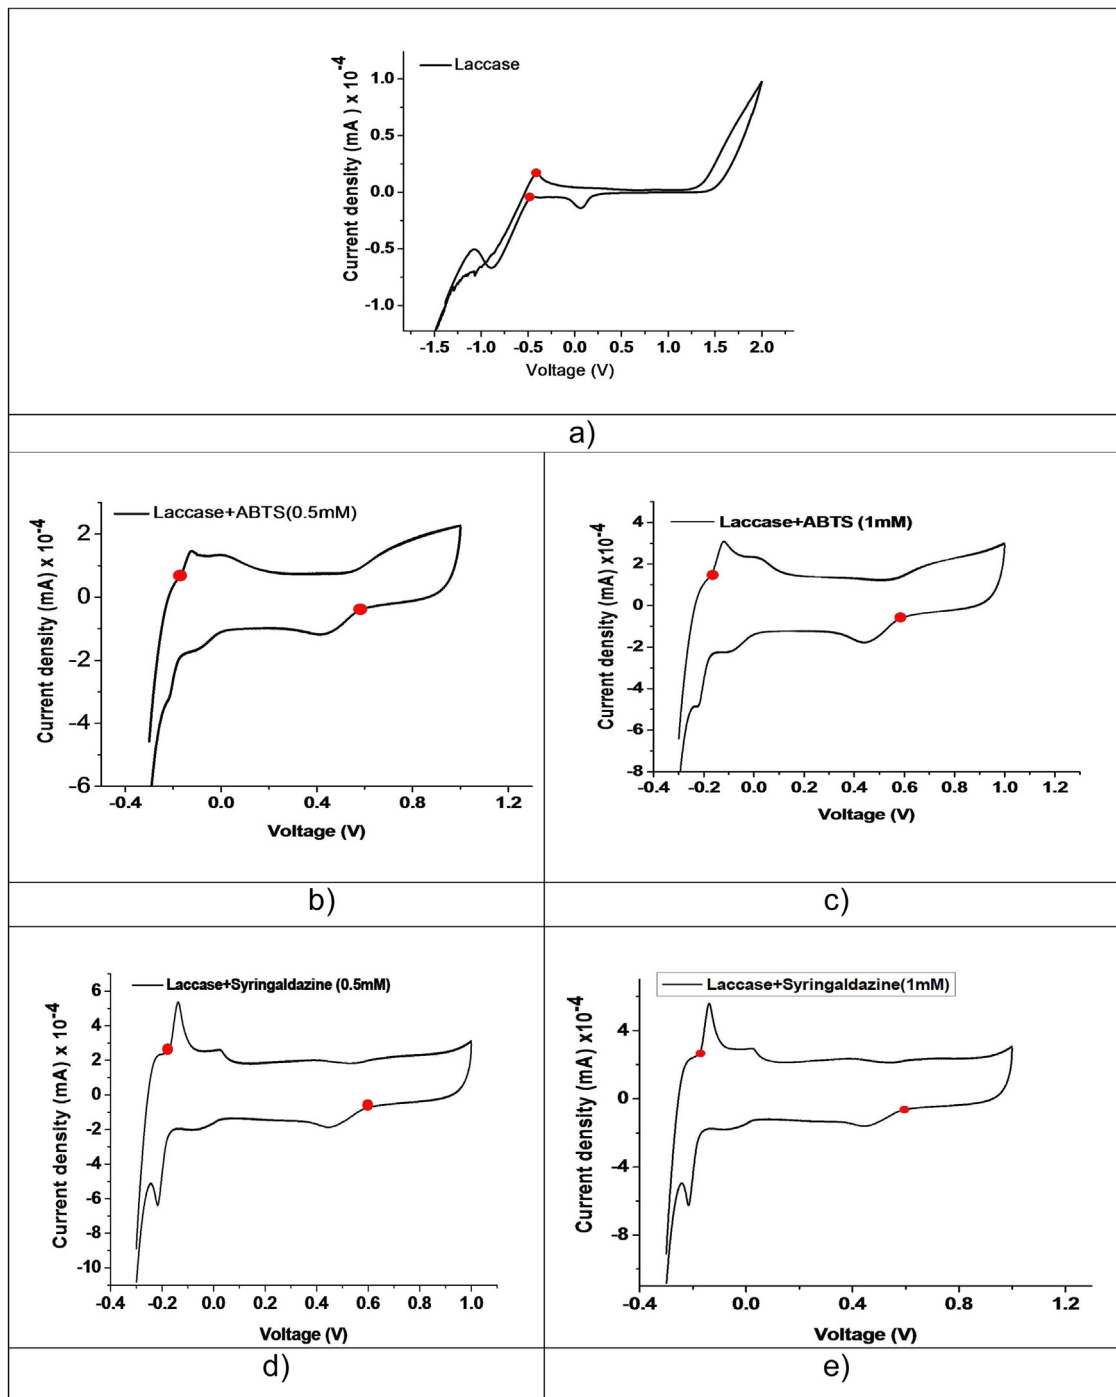 Laccase
Current density (mA ) x 10-4
1.0
0.5
0.0
-0.5
-1.0
-1.5 -1.0 -0.5 0.0 0.5 1.0 1.5 2.0
Voltage (V)
a)
Laccase+ABTS(0.5mM)
Current density (mA) x 10-4
2
0
-2
-4
-6
-0.4 0.0 0.4 0.8 1.2
Voltage (V)
b)
Laccase+ABTS (1mM)
Current density (mA) x 10-4
4
2
0
-2
-4
-6
-8
-0.4 -0.2 0.0 0.2 0.4 0.6 0.8 1.0 1.2
Voltage (V)
c)
Laccase+Syringaldazine (0.5mM)
Current density (mA) x 10-4
6
4
2
0
-2
-4
-6
-8
-10
-0.4 -0.2 0.0 0.2 0.4 0.6 0.8 1.0
Voltage (V)
d)
Laccase+Syringaldazine(1mM)
Current density (mA) x10-4
4
0
-4
-8
-0.4 0.0 0.4 0.8 1.2
Voltage (V)
e)